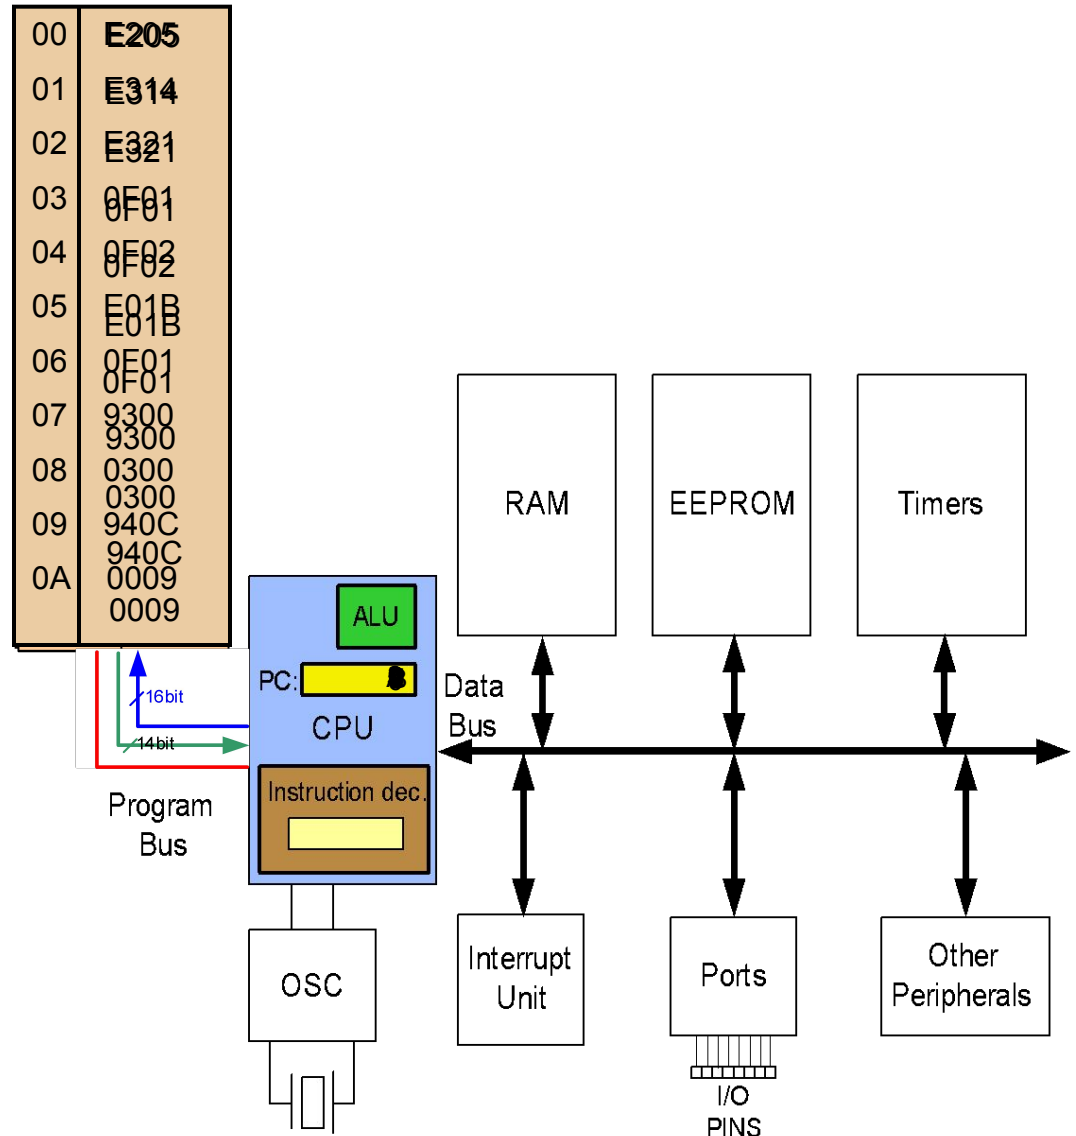 00 E205
01 E314
02 E321
03 0F01
04 0F02
05 E01B
06 0F01
07 9300
08 0300
09 940C
0A 0009
RAM
EEPROM
Timers
ALU
PC:
CPU
Data
Bus
16bit
14bit
Program
Bus
Instruction dec.
OSC
Interrupt
Unit
Ports
Other
Peripherals
I/O
PINS